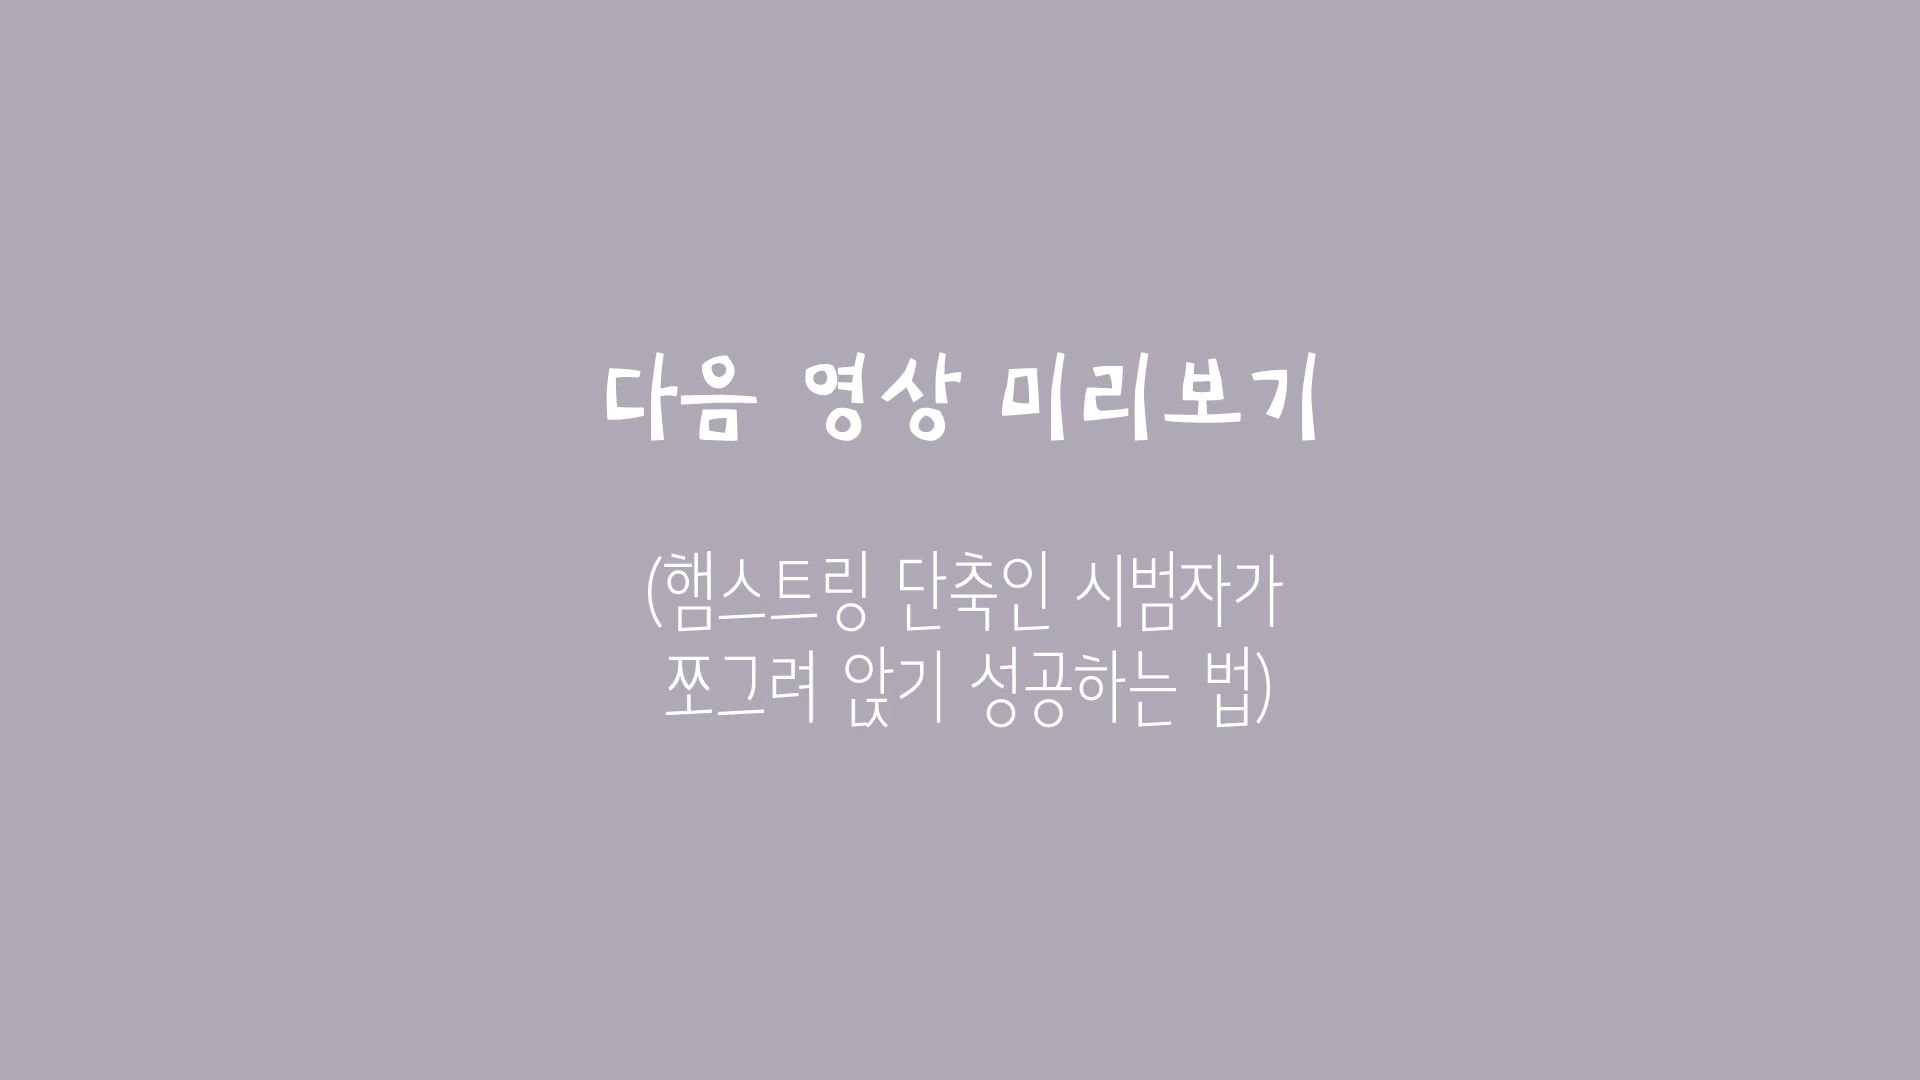 다음 영상 미리보기
(햄스트링 단축인 시범자가
쪼그려 앉기 성공하는 법)